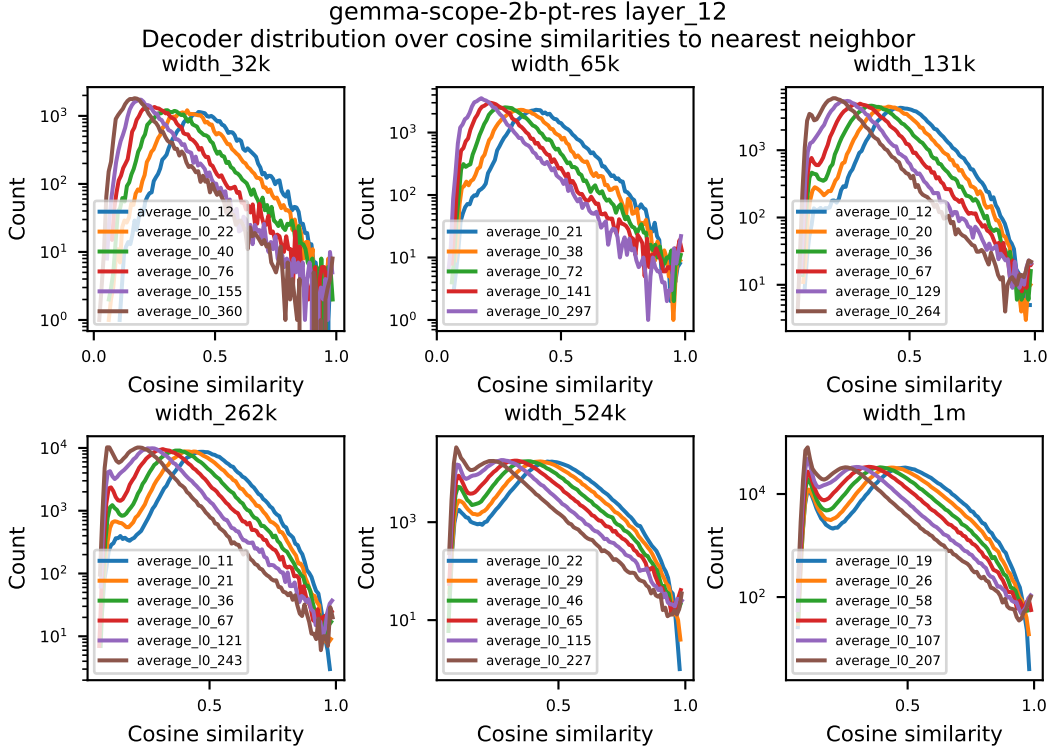 gemma-scope-2b-pt-res layer_12
Decoder distribution over cosine similarities to nearest neighbor
width_32k
width_65k
width_131k
Count
10³
10²
10¹
10⁰
average_l0_12
average_l0_22
average_l0_40
average_l0_76
average_l0_155
average_l0_360
0.0 0.5 1.0
Cosine similarity
Count
10³
10²
10¹
10⁰
average_l0_21
average_l0_38
average_l0_72
average_l0_141
average_l0_297
0.0 0.5 1.0
Cosine similarity
Count
10³
10²
10¹
average_l0_12
average_l0_20
average_l0_36
average_l0_67
average_l0_129
average_l0_264
0.5 1.0
Cosine similarity
width_262k
width_524k
width_1m
Count
10⁴
10³
10²
10¹
average_l0_11
average_l0_21
average_l0_36
average_l0_67
average_l0_121
average_l0_243
0.5 1.0
Cosine similarity
Count
10³
10¹
average_l0_22
average_l0_29
average_l0_46
average_l0_65
average_l0_115
average_l0_227
0.5 1.0
Cosine similarity
Count
10⁴
10²
average_l0_19
average_l0_26
average_l0_58
average_l0_73
average_l0_107
average_l0_207
0.5 1.0
Cosine similarity